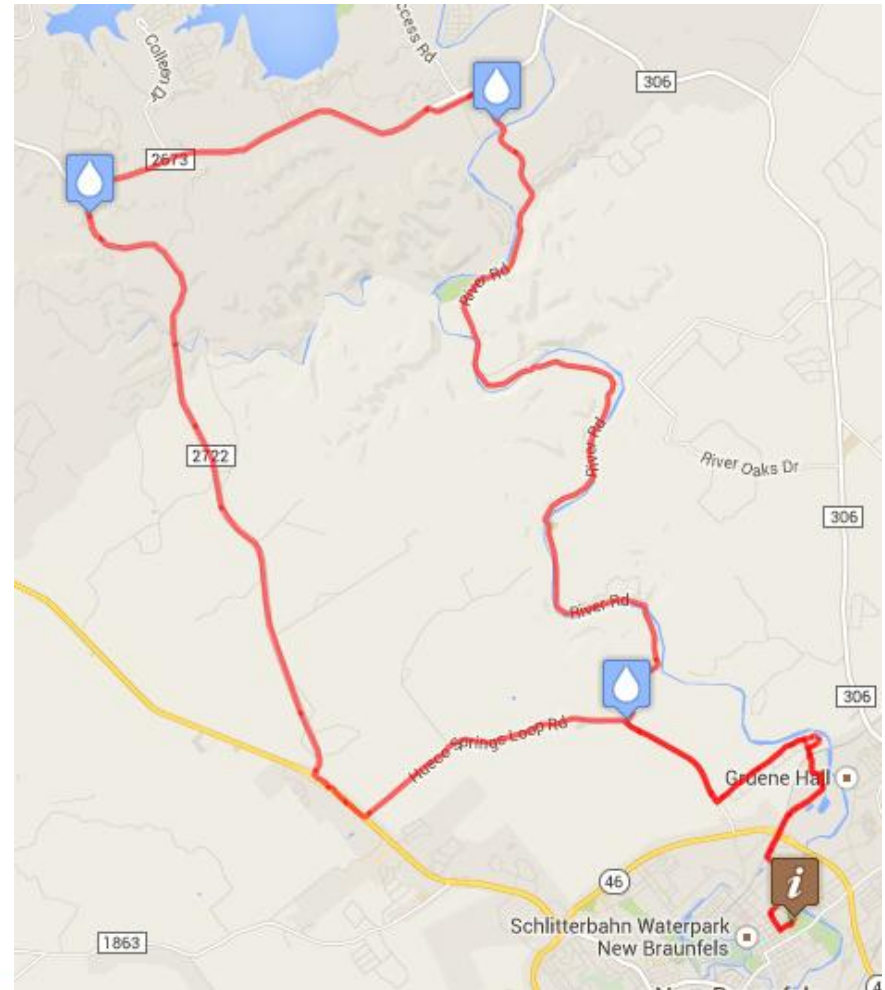 ccess Rd
Colleen D
306
2673
River Rd
River Rd
2722
River Oaks Dr
306
River Rd
306
Hueco Springs Loop Rd
Gruene Hall
i
46
Schlitterbahn Waterpark
New Braunfels
1863
4